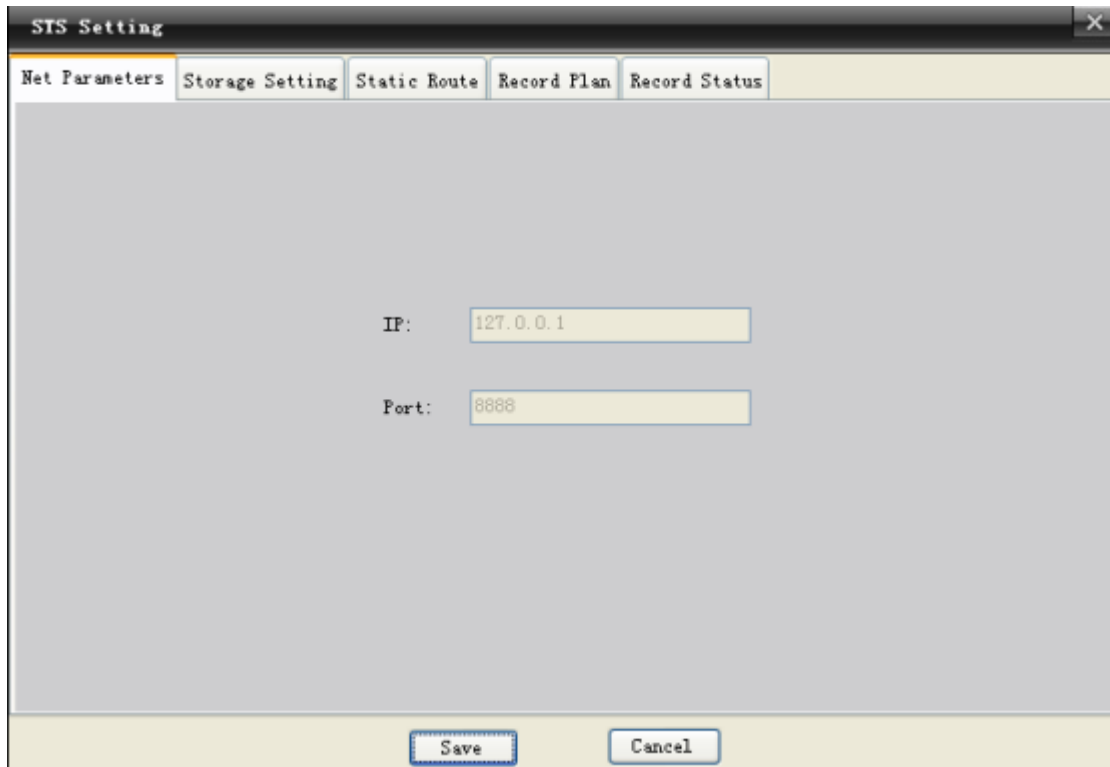 STS Setting
Net Parameters Storage Setting Static Route Record Plan Record Status
IP: 127.0.0.1
Port: 8888
Save Cancel